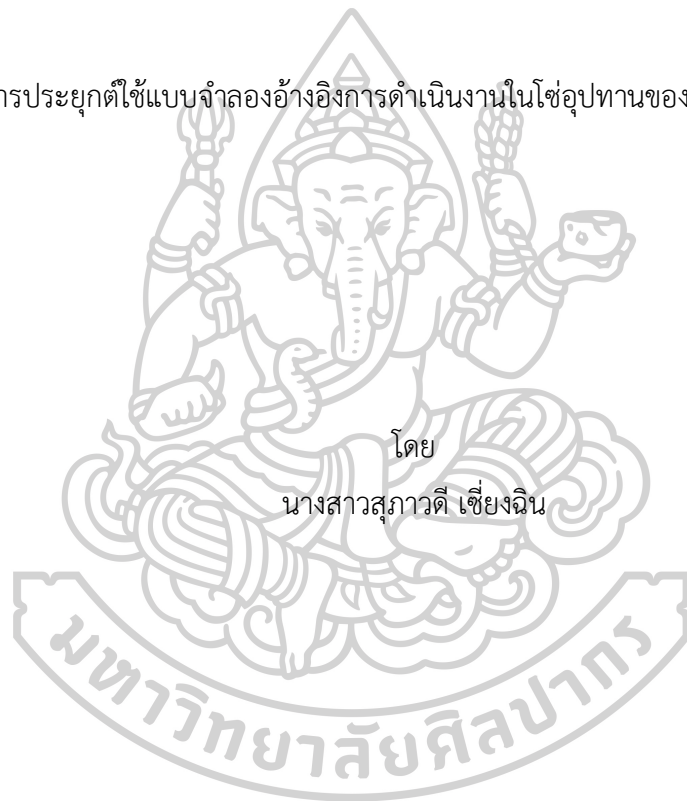 ารประยุกต์ใช้แบบจำลองอ้างอิงการดำเนินงานในโซ่อุปทานของ
โดย
นางสาวสุภาวดี เซี่ยงฉิน
มหาวิทยาลัยศิลปากร